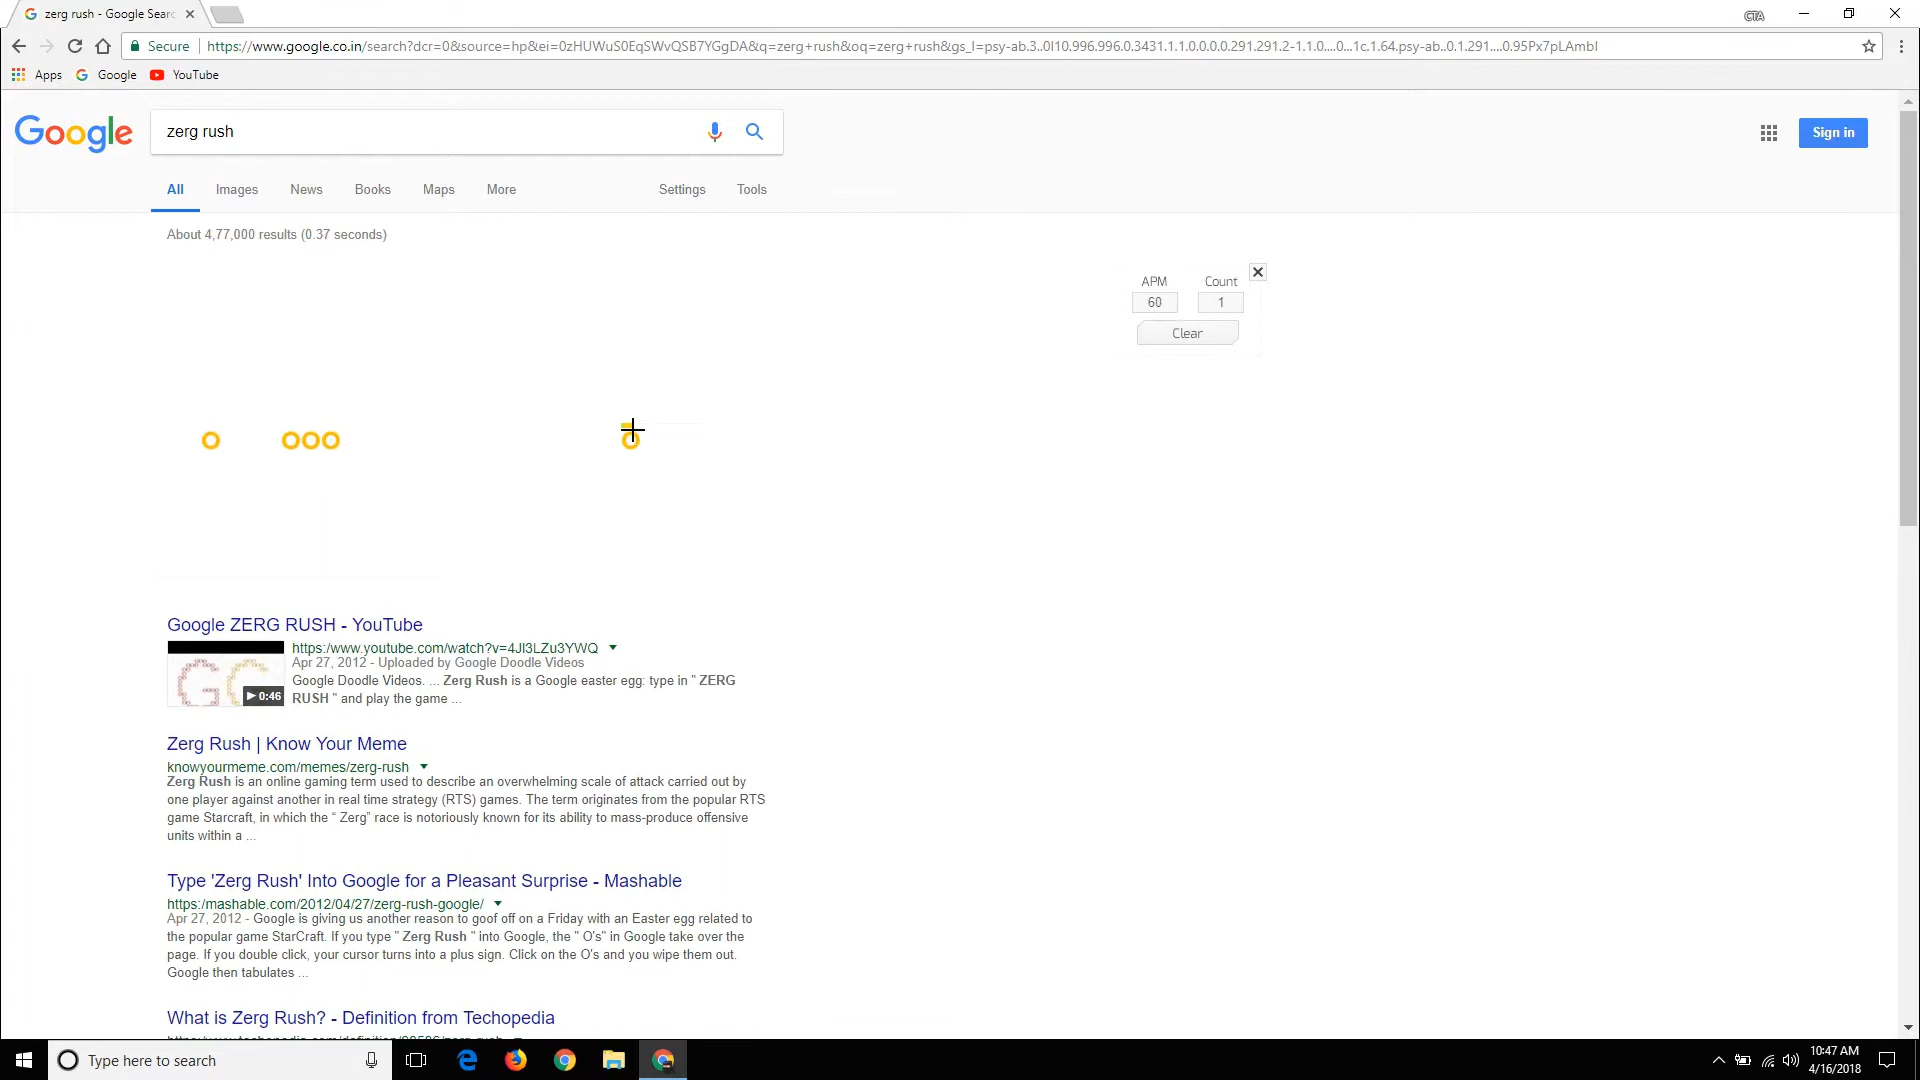 zerg rush - Google Sear
CTA
Secure
https://www.google.co.in/search?dcr=0&source=hp&ei=0zHUWuS0EqSWvQSB7YGgDA&q=zerg+rush&oq=zerg+rush&gs_l=psy-ab.3..0l10.996.996.0.3431.1.1.0.0.0.0.291.291.2-1.1.0....0...1c.1.64.psy-ab..0.1.291....0.95Px7pLAmbI
Apps Google YouTube
Google
zerg rush
Sign in
All Images News Books Maps More Settings Tools
About 4,77,000 results (0.37 seconds)
APM Count
60 1
Clear
Google ZERG RUSH - YouTube
https:/www.youtube.com/watch?v=4JI3LZu3YWQ
Apr 27, 2012 - Uploaded by Google Doodle Videos
Google Doodle Videos. ... Zerg Rush is a Google easter egg: type in " ZERG
RUSH " and play the game ...
0:46
Zerg Rush | Know Your Meme
knowyourmeme.com/memes/zerg-rush
Zerg Rush is an online gaming term used to describe an overwhelming scale of attack carried out by
one player against another in real time strategy (RTS) games. The term originates from the popular RTS
game Starcraft, in which the “ Zerg” race is notoriously known for its ability to mass-produce offensive
units within a ...
Type 'Zerg Rush' Into Google for a Pleasant Surprise - Mashable
https:/mashable.com/2012/04/27/zerg-rush-google/
Apr 27, 2012 - Google is giving us another reason to goof off on a Friday with an Easter egg related to
the popular game StarCraft. If you type " Zerg Rush " into Google, the " O's" in Google take over the
page. If you double click, your cursor turns into a plus sign. Click on the O's and you wipe them out.
Google then tabulates ...
What is Zerg Rush? - Definition from Techopedia
Type here to search
10:47 AM
4/16/2018